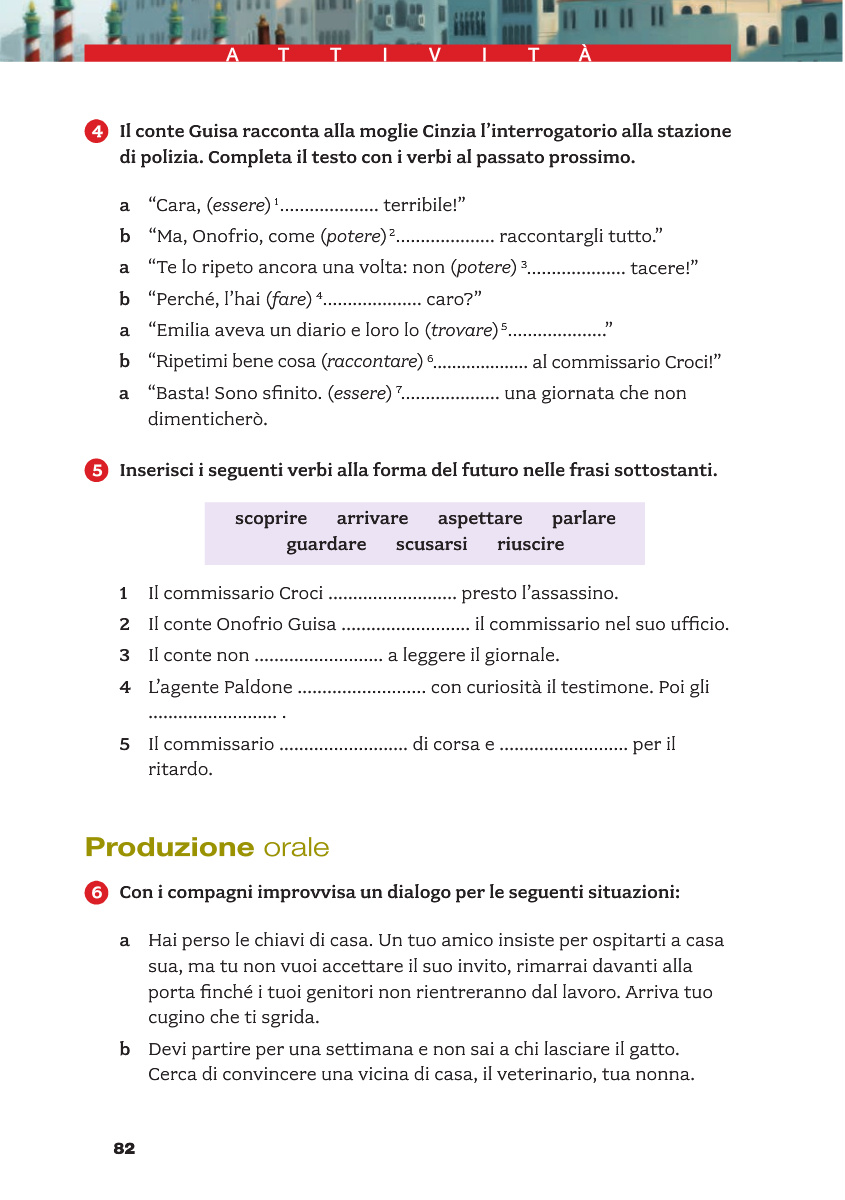 ATTIVITÀ
4 Il conte Guisa racconta alla moglie Cinzia l’interrogatorio alla stazione
di polizia. Completa il testo con i verbi al passato prossimo.
a “Cara, (essere) 1.................... terribile!”
b “Ma, Onofrio, come (potere) 2.................... raccontargli tutto.”
a “Te lo ripeto ancora una volta: non (potere) 3.................... tacere!”
b “Perché, l’hai (fare) 4.................... caro?”
a “Emilia aveva un diario e loro lo (trovare) 5....................”
b “Ripetimi bene cosa (raccontare) 6.................... al commissario Croci!”
a “Basta! Sono sfinito. (essere) 7.................... una giornata che non
dimenticherò.
5 Inserisci i seguenti verbi alla forma del futuro nelle frasi sottostanti.
scoprire arrivare aspettare parlare
guardare scusarsi riuscire
1 Il commissario Croci .......................... presto l’assassino.
2 Il conte Onofrio Guisa .......................... il commissario nel suo ufficio.
3 Il conte non .......................... a leggere il giornale.
4 L’agente Paldone .......................... con curiosità il testimone. Poi gli
.......................... .
5 Il commissario .......................... di corsa e .......................... per il
ritardo.
Produzione orale
6 Con i compagni improvvisa un dialogo per le seguenti situazioni:
a Hai perso le chiavi di casa. Un tuo amico insiste per ospitarti a casa
sua, ma tu non vuoi accettare il suo invito, rimarrai davanti alla
porta finché i tuoi genitori non rientreranno dal lavoro. Arriva tuo
cugino che ti sgrida.
b Devi partire per una settimana e non sai a chi lasciare il gatto.
Cerca di convincere una vicina di casa, il veterinario, tua nonna.
82